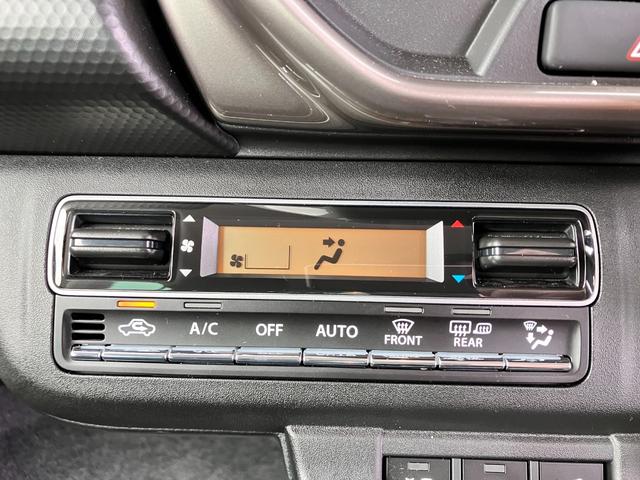 A/C OFF AUTO FRONT REAR